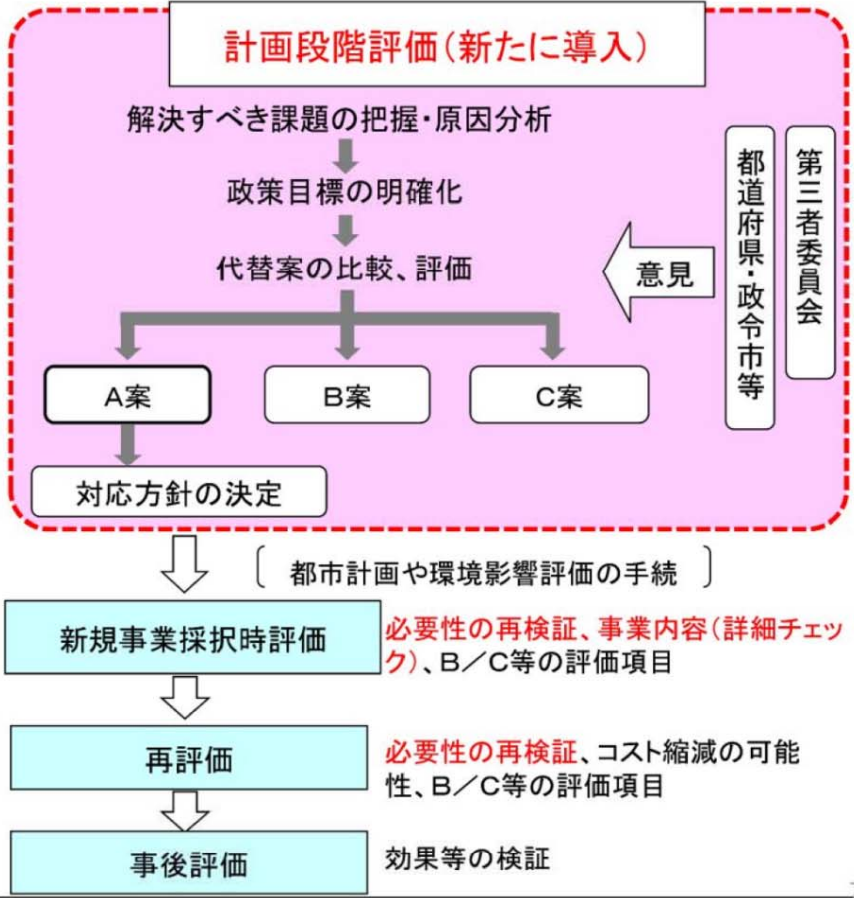 計画段階評価(新たに導入)
解決すべき課題の把握・原因分析
政策目標の明確化
代替案の比較、評価
意見
都道府県・政令市等
第三者委員会
A案
B案
C案
対応方針の決定
〔 都市計画や環境影響評価の手続 〕
新規事業採択時評価
必要性の再検証、事業内容(詳細チェッ
ク)、B/C等の評価項目
再評価
必要性の再検証、コスト縮減の可能
性、B/C等の評価項目
事後評価
効果等の検証